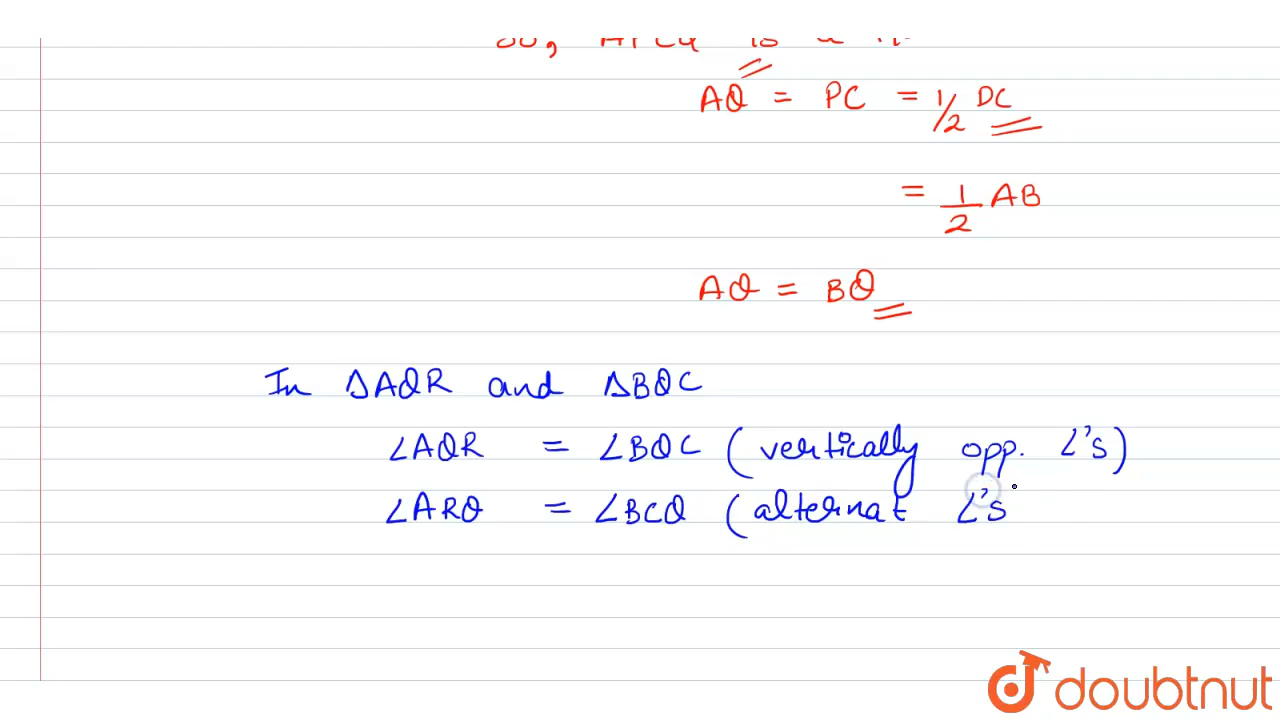 AQ = PC = 1/2 DC
= 1/2 AB
AQ = BQ
In ΔAQR and ΔBQC
∠AQR = ∠BQC (vertically opp. ∠'s)
∠ARQ = ∠BCQ (alternat ∠'s
doubtnut